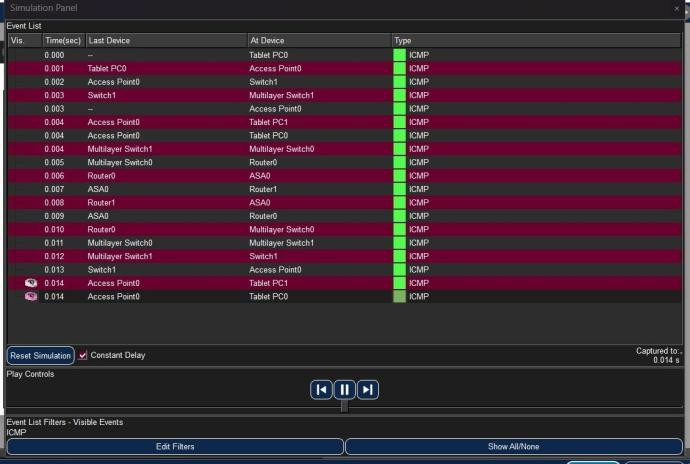 Simulation Panel
Event List
Vis. Time(sec) Last Device At Device Type
0.000 -- Tablet PC0 ICMP
0.001 Tablet PC0 Access Point0 ICMP
0.002 Access Point0 Switch1 ICMP
0.003 Switch1 Multilayer Switch1 ICMP
0.003 -- Access Point0 ICMP
0.004 Access Point0 Tablet PC1 ICMP
0.004 Access Point0 Tablet PC0 ICMP
0.004 Multilayer Switch1 Multilayer Switch0 ICMP
0.005 Multilayer Switch0 Router0 ICMP
0.006 Router0 ASA0 ICMP
0.007 ASA0 Router1 ICMP
0.008 Router1 ASA0 ICMP
0.009 ASA0 Router0 ICMP
0.010 Router0 Multilayer Switch0 ICMP
0.011 Multilayer Switch0 Multilayer Switch1 ICMP
0.012 Multilayer Switch1 Switch1 ICMP
0.013 Switch1 Access Point0 ICMP
0.014 Access Point0 Tablet PC1 ICMP
0.014 Access Point0 Tablet PC0 ICMP
Reset Simulation Constant Delay Captured to:
0.014 s
Play Controls
Event List Filters - Visible Events
ICMP
Edit Filters Show All/None